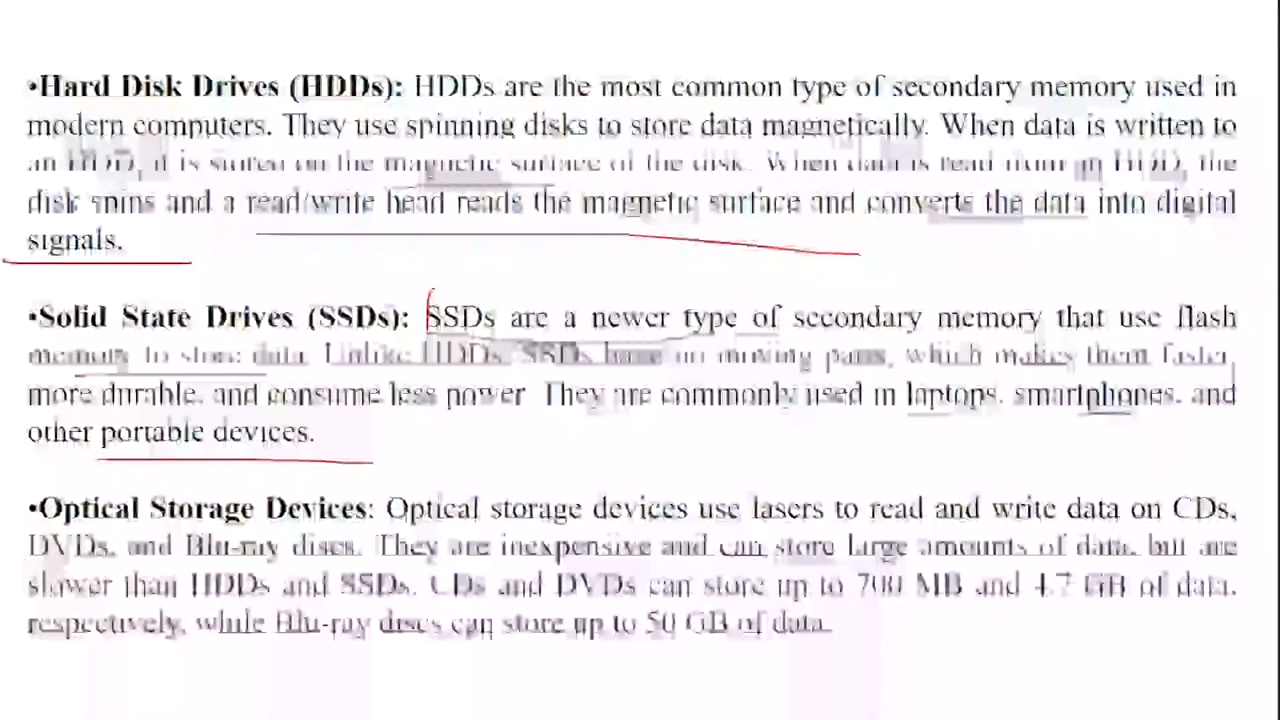 •Hard Disk Drives (HDDs): HDDs are the most common type of secondary memory used in
modern computers. They use spinning disks to store data magnetically. When data is written to
an HDD, it is stored on the magnetic surface of the disk. When data is read from an HDD, the
disk spins and a read/write head reads the magnetic surface and converts the data into digital
signals.
•Solid State Drives (SSDs): SSDs are a newer type of secondary memory that use flash
memory to store data. Unlike HDDs, SSDs have no moving parts, which makes them faster,
more durable, and consume less power. They are commonly used in laptops, smartphones, and
other portable devices.
•Optical Storage Devices: Optical storage devices use lasers to read and write data on CDs,
DVDs, and Blu-ray discs. They are inexpensive and can store large amounts of data, but are
slower than HDDs and SSDs. CDs and DVDs can store up to 700 MB and 4.7 GB of data,
respectively, while Blu-ray discs can store up to 50 GB of data.